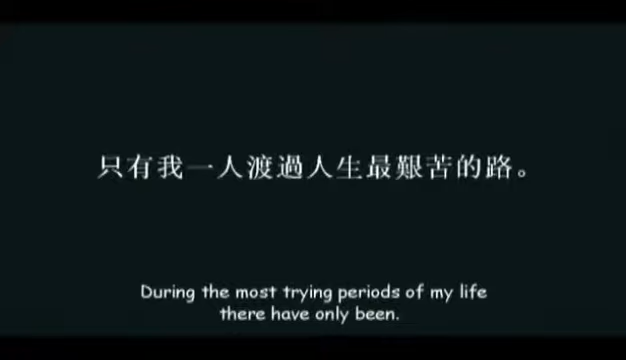 只有我一人渡過人生最艱苦的路。
During the most trying periods of my life
there have only been.